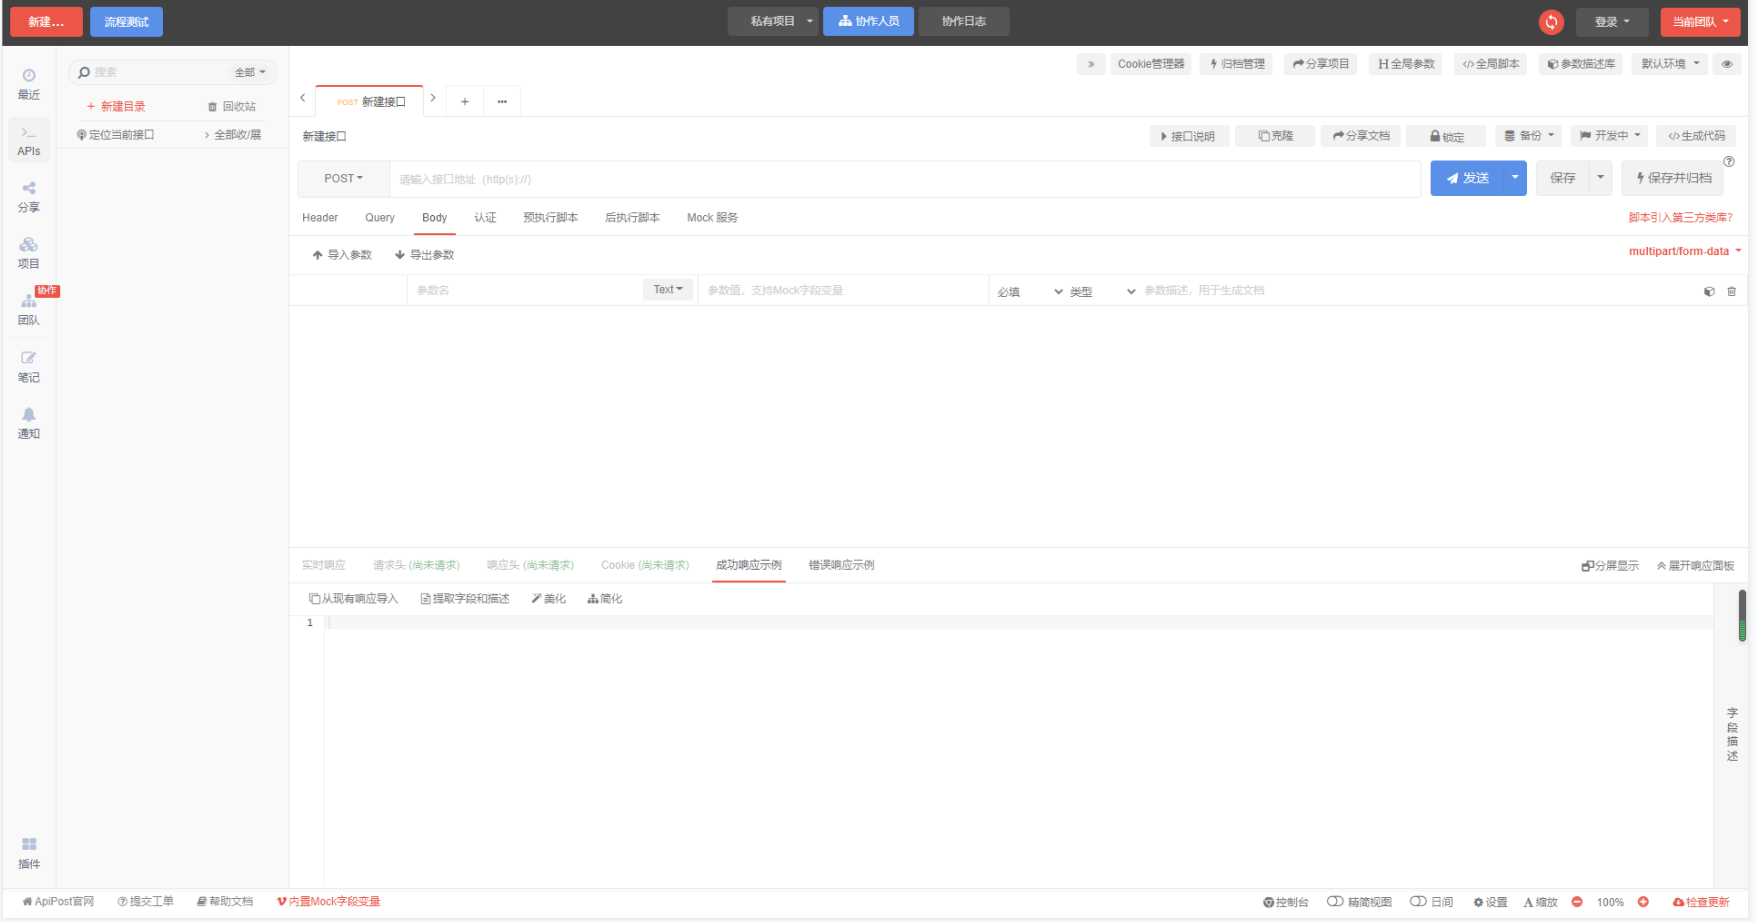 新建...
流程测试
私有项目
协作人员
协作日志
登录
当前团队
最近
APIs
分享
项目
协作
团队
笔记
通知
插件
搜索
全部
+ 新建目录
回收站
定位当前接口
全部收/展
Cookie管理器
归档管理
分享项目
H全局参数
</>全局脚本
参数描述库
默认环境
POST 新建接口
+
...
新建接口
接口说明
克隆
分享文档
锁定
备份
开发中
</>生成代码
POST
请输入接口地址（http(s)://）
发送
保存
保存并归档
Header
Query
Body
认证
预执行脚本
后执行脚本
Mock 服务
脚本引入第三方类库?
导入参数
导出参数
multipart/form-data
参数名
Text
参数值，支持Mock字段变量
必填
类型
参数描述，用于生成文档
实时响应
请求头 (尚未请求)
响应头 (尚未请求)
Cookie (尚未请求)
成功响应示例
错误响应示例
分屏显示
展开响应面板
从现有响应导入
提取字段和描述
美化
简化
1
字段描述
ApiPost官网
提交工单
帮助文档
内置Mock字段变量
控制台
精简视图
日间
设置
A 缩放
100%
检查更新